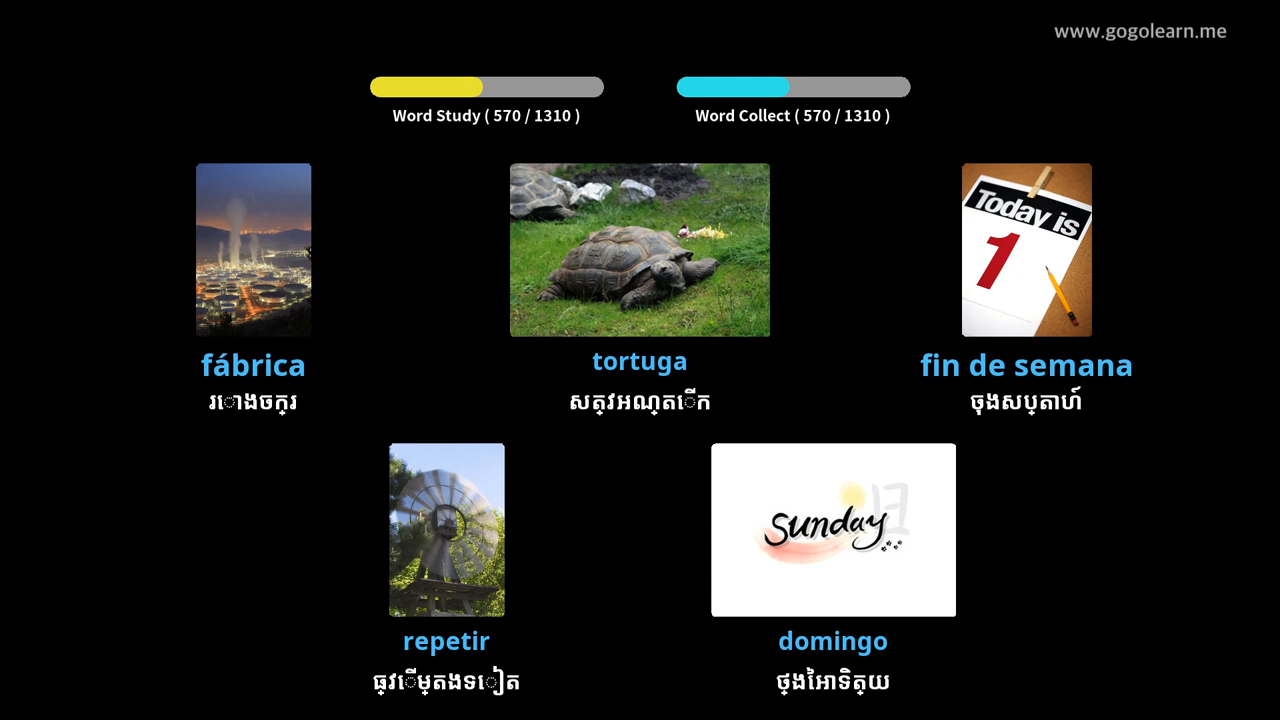 www.gogolearn.me
Word Study ( 570 / 1310 )
Word Collect ( 570 / 1310 )
Today is
1
fábrica
រោងចក្រ
tortuga
សត្វអណ្តើក
fin de semana
ចុងសប្តាហ៍
Sunday
repetir
ធ្វើម្តងទៀត
domingo
ថ្ងៃអាទិត្យ